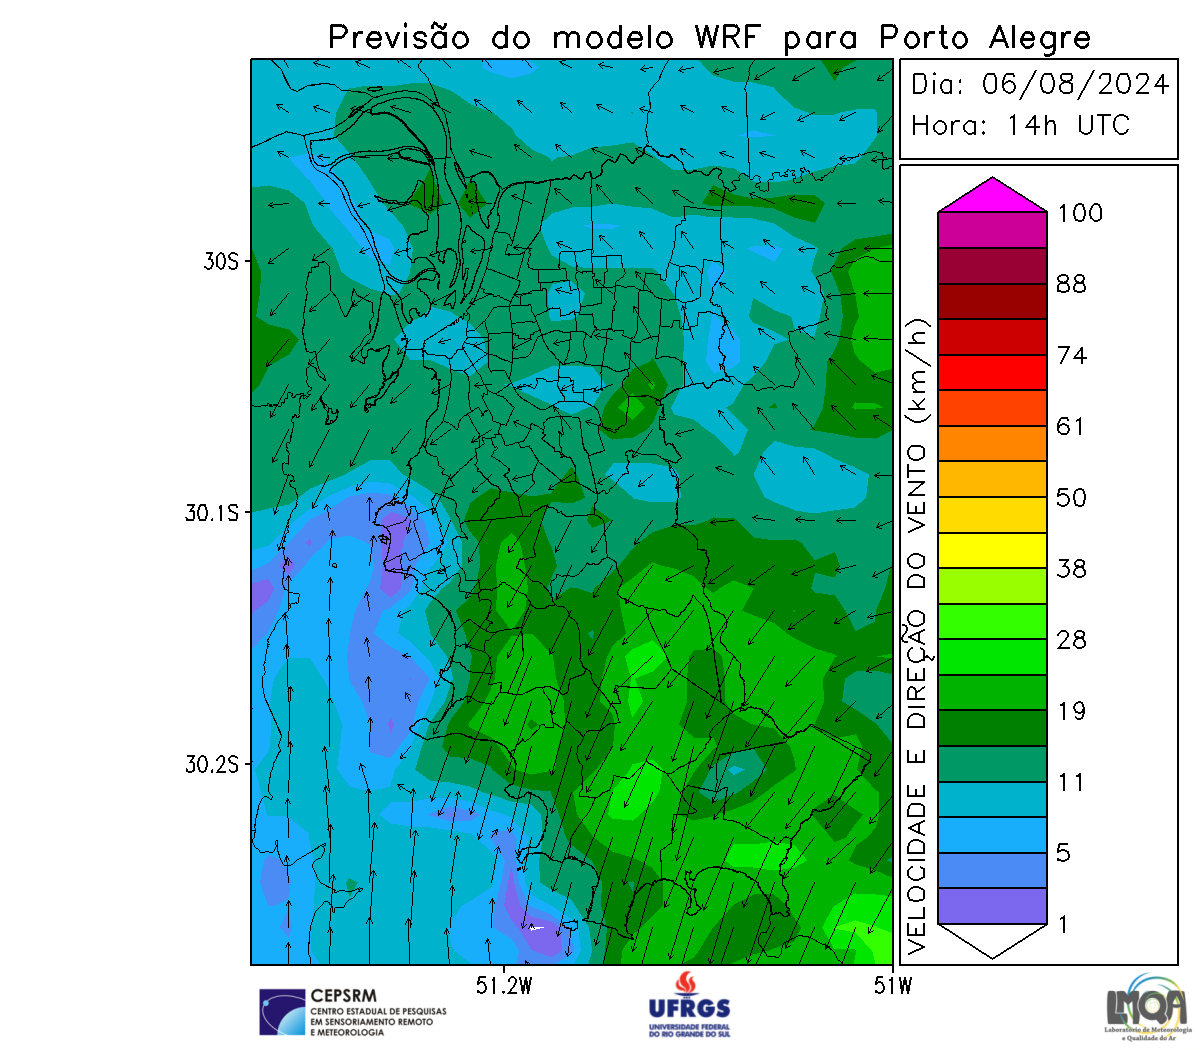 Previsão do modelo WRF para Porto Alegre
Dia: 06/08/2024
Hora: 14h UTC
100
88
74
61
50
38
28
19
11
5
1
VELOCIDADE E DIREÇÃO DO VENTO (km/h)
30S
30.1S
30.2S
51.2W
51W
CEPSRM
CENTRO ESTADUAL DE PESQUISAS
EM SENSORIAMENTO REMOTO
E METEOROLOGIA
UFRGS
UNIVERSIDADE FEDERAL
DO RIO GRANDE DO SUL
LMQA
Laboratório de Meteorologia
e Qualidade do Ar